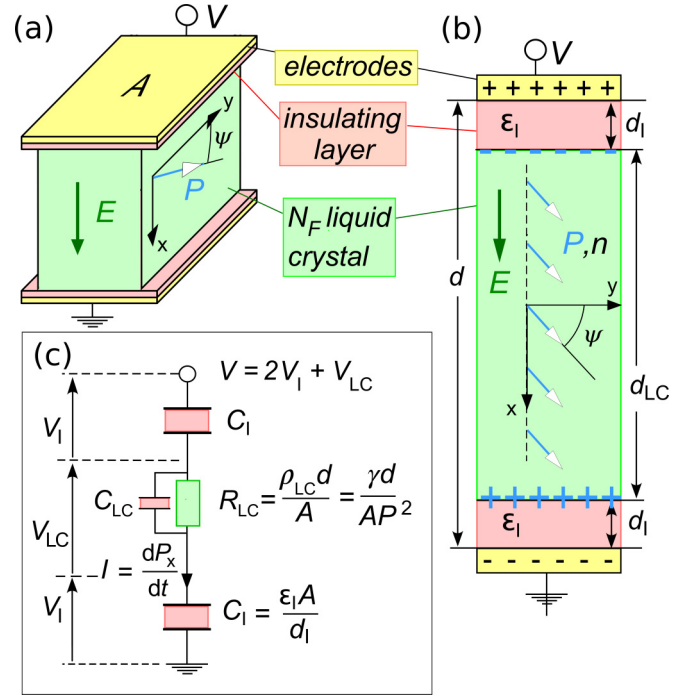 (a)
V
A
electrodes
insulating
layer
y
ψ
P
E
x
N_F liquid
crystal
(b)
V
+ + + + + +
ε_I
d_I
P,n
E
y
ψ
x
d
d_LC
+ + + + + +
ε_I
d_I
- - - - - -
(c)
V = 2V_I + V_LC
V_I
C_I
C_LC
R_LC = ρ_LC d / A = γd / AP²
V_LC
I = dP_x / dt
V_I
C_I = ε_I A / d_I